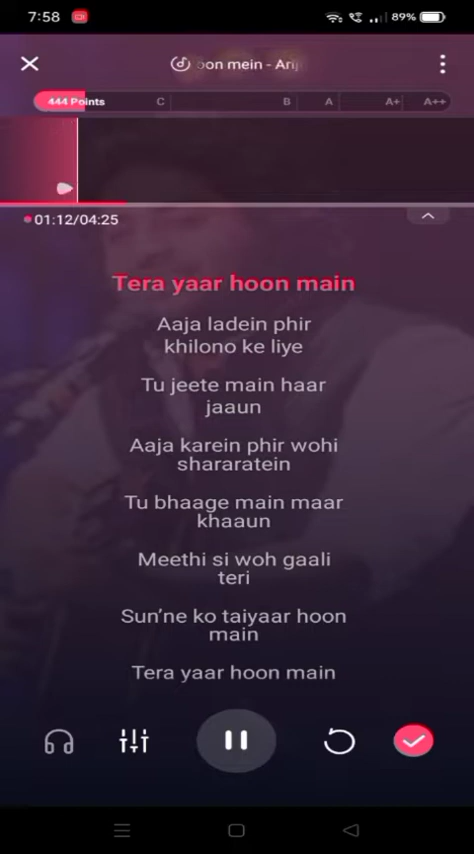 7:58
89%
oon mein - Arij
444 Points C B A A+ A++
01:12/04:25
Tera yaar hoon main
Aaja ladein phir
khilono ke liye
Tu jeete main haar
jaaun
Aaja karein phir wohi
shararatein
Tu bhaage main maar
khaaun
Meethi si woh gaali
teri
Sun'ne ko taiyaar hoon
main
Tera yaar hoon main